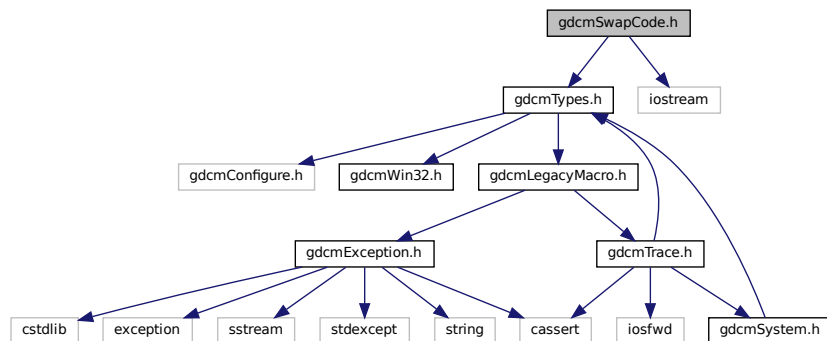 gdcmSwapCode.h
gdcmTypes.h
iostream
gdcmConfigure.h
gdcmWin32.h
gdcmLegacyMacro.h
gdcmException.h
gdcmTrace.h
cstdlib
exception
sstream
stdexcept
string
cassert
iosfwd
gdcmSystem.h